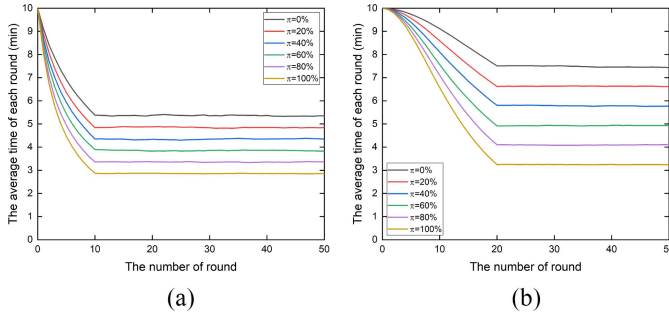 The average time of each round (min)
10
9
8
7
6
5
4
3
2
1
0
π=0%
π=20%
π=40%
π=60%
π=80%
π=100%
0 10 20 30 40 50
The number of round
(a)
The average time of each round (min)
10
9
8
7
6
5
4
3
2
1
0
π=0%
π=20%
π=40%
π=60%
π=80%
π=100%
0 10 20 30 40 50
The number of round
(b)